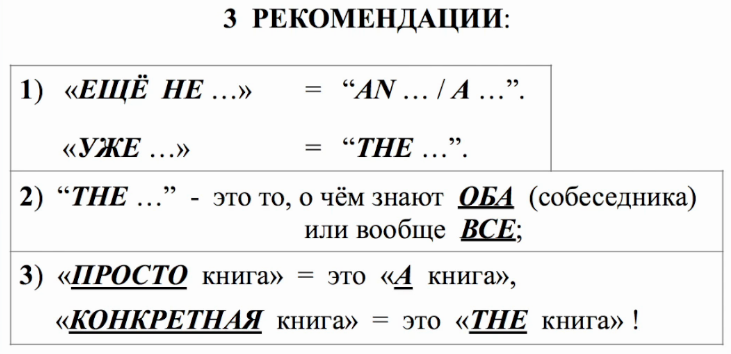 3 РЕКОМЕНДАЦИИ:
1) «ЕЩЁ НЕ …» = “AN … / A …”.
«УЖЕ …» = “THE …”.
2) “THE …” - это то, о чём знают ОБА (собеседника)
или вообще ВСЕ;
3) «ПРОСТО книга» = это «А книга»,
«КОНКРЕТНАЯ книга» = это «THE книга» !